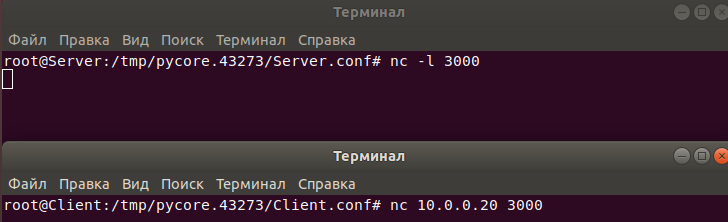 Терминал
Файл Правка Вид Поиск Терминал Справка
root@Server:/tmp/pycore.43273/Server.conf# nc -l 3000
Терминал
Файл Правка Вид Поиск Терминал Справка
root@Client:/tmp/pycore.43273/Client.conf# nc 10.0.0.20 3000